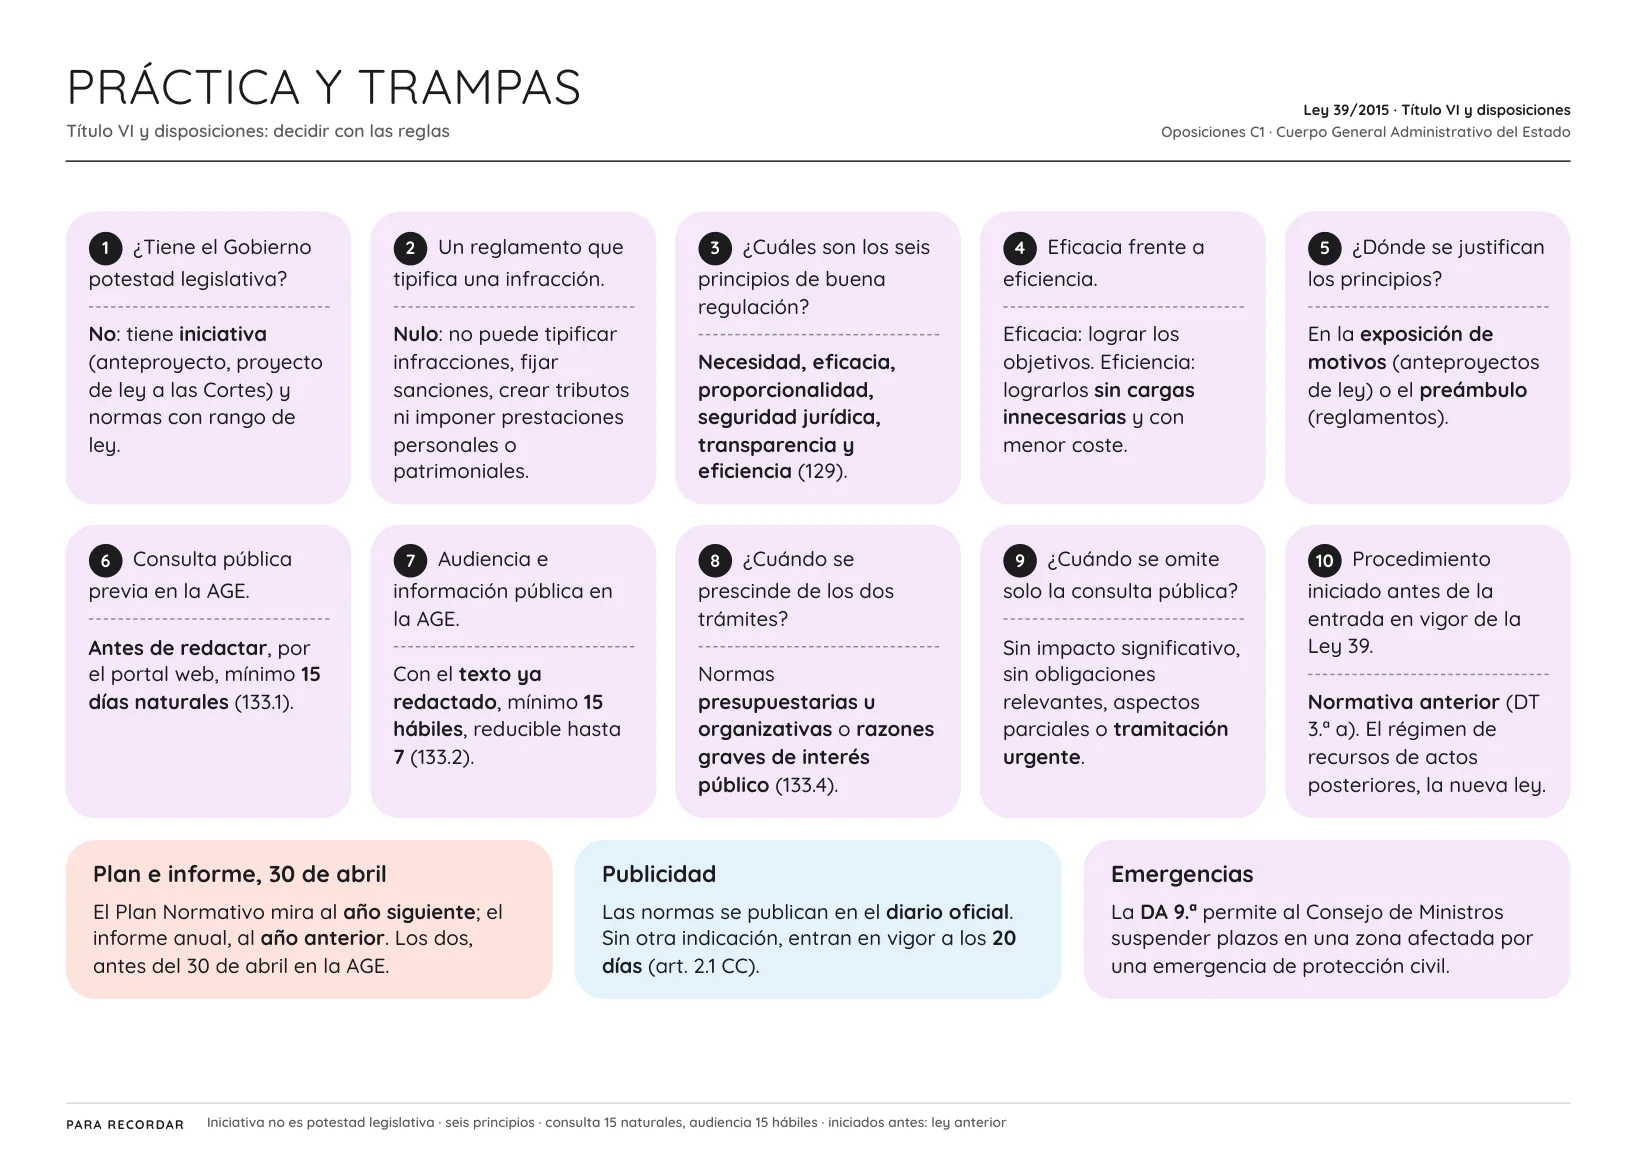 PRÁCTICA Y TRAMPAS
Título VI y disposiciones: decidir con las reglas
Ley 39/2015 · Título VI y disposiciones
Oposiciones C1 · Cuerpo General Administrativo del Estado
1 ¿Tiene el Gobierno
potestad legislativa?
No: tiene iniciativa
(anteproyecto, proyecto
de ley a las Cortes) y
normas con rango de
ley.
2 Un reglamento que
tipifica una infracción.
Nulo: no puede tipificar
infracciones, fijar
sanciones, crear tributos
ni imponer prestaciones
personales o
patrimoniales.
3 ¿Cuáles son los seis
principios de buena
regulación?
Necesidad, eficacia,
proporcionalidad,
seguridad jurídica,
transparencia y
eficiencia (129).
4 Eficacia frente a
eficiencia.
Eficacia: lograr los
objetivos. Eficiencia:
lograrlos sin cargas
innecesarias y con
menor coste.
5 ¿Dónde se justifican
los principios?
En la exposición de
motivos (anteproyectos
de ley) o el preámbulo
(reglamentos).
6 Consulta pública
previa en la AGE.
Antes de redactar, por
el portal web, mínimo 15
días naturales (133.1).
7 Audiencia e
información pública en
la AGE.
Con el texto ya
redactado, mínimo 15
hábiles, reducible hasta
7 (133.2).
8 ¿Cuándo se
prescinde de los dos
trámites?
Normas
presupuestarias u
organizativas o razones
graves de interés
público (133.4).
9 ¿Cuándo se omite
solo la consulta pública?
Sin impacto significativo,
sin obligaciones
relevantes, aspectos
parciales o tramitación
urgente.
10 Procedimiento
iniciado antes de la
entrada en vigor de la
Ley 39.
Normativa anterior (DT
3.ª a). El régimen de
recursos de actos
posteriores, la nueva ley.
Plan e informe, 30 de abril
El Plan Normativo mira al año siguiente; el
informe anual, al año anterior. Los dos,
antes del 30 de abril en la AGE.
Publicidad
Las normas se publican en el diario oficial.
Sin otra indicación, entran en vigor a los 20
días (art. 2.1 CC).
Emergencias
La DA 9.ª permite al Consejo de Ministros
suspender plazos en una zona afectada por
una emergencia de protección civil.
PARA RECORDAR Iniciativa no es potestad legislativa · seis principios · consulta 15 naturales, audiencia 15 hábiles · iniciados antes: ley anterior